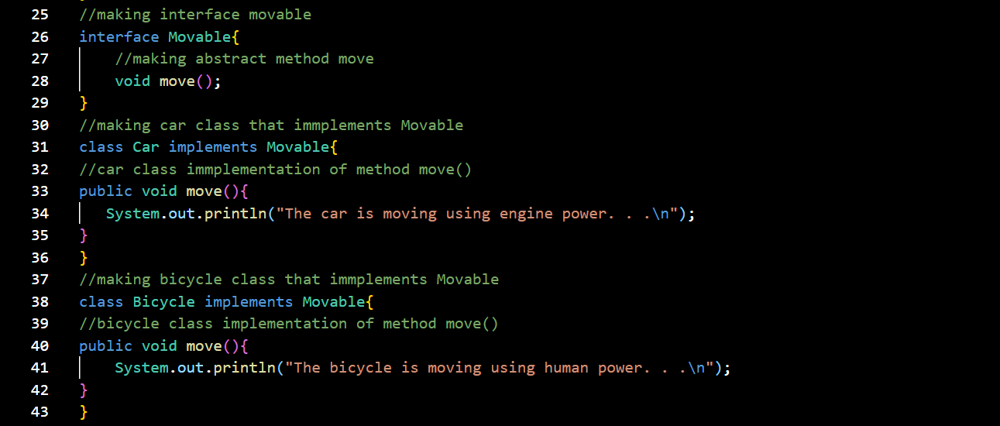 25 //making interface movable
26 interface Movable{
27 //making abstract method move
28 void move();
29 }
30 //making car class that immplements Movable
31 class Car implements Movable{
32 //car class immplementation of method move()
33 public void move(){
34 System.out.println("The car is moving using engine power. . .\n");
35 }
36 }
37 //making bicycle class that immplements Movable
38 class Bicycle implements Movable{
39 //bicycle class implementation of method move()
40 public void move(){
41 System.out.println("The bicycle is moving using human power. . .\n");
42 }
43 }